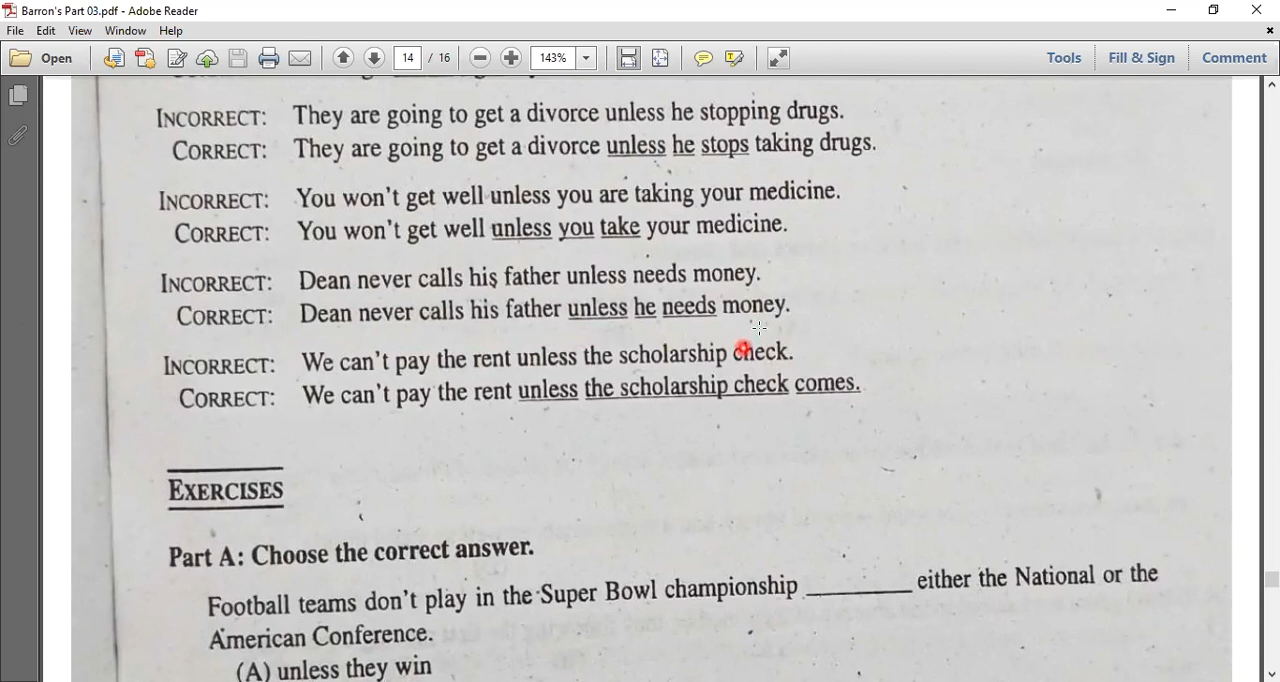 Barron's Part 03.pdf - Adobe Reader
File Edit View Window Help
Open 14 / 16 143% Tools Fill & Sign Comment
INCORRECT: They are going to get a divorce unless he stopping drugs.
CORRECT: They are going to get a divorce unless he stops taking drugs.
INCORRECT: You won't get well unless you are taking your medicine.
CORRECT: You won't get well unless you take your medicine.
INCORRECT: Dean never calls his father unless needs money.
CORRECT: Dean never calls his father unless he needs money.
INCORRECT: We can't pay the rent unless the scholarship check.
CORRECT: We can't pay the rent unless the scholarship check comes.
EXERCISES
Part A: Choose the correct answer.
Football teams don't play in the Super Bowl championship ________ either the National or the
American Conference.
(A) unless they win